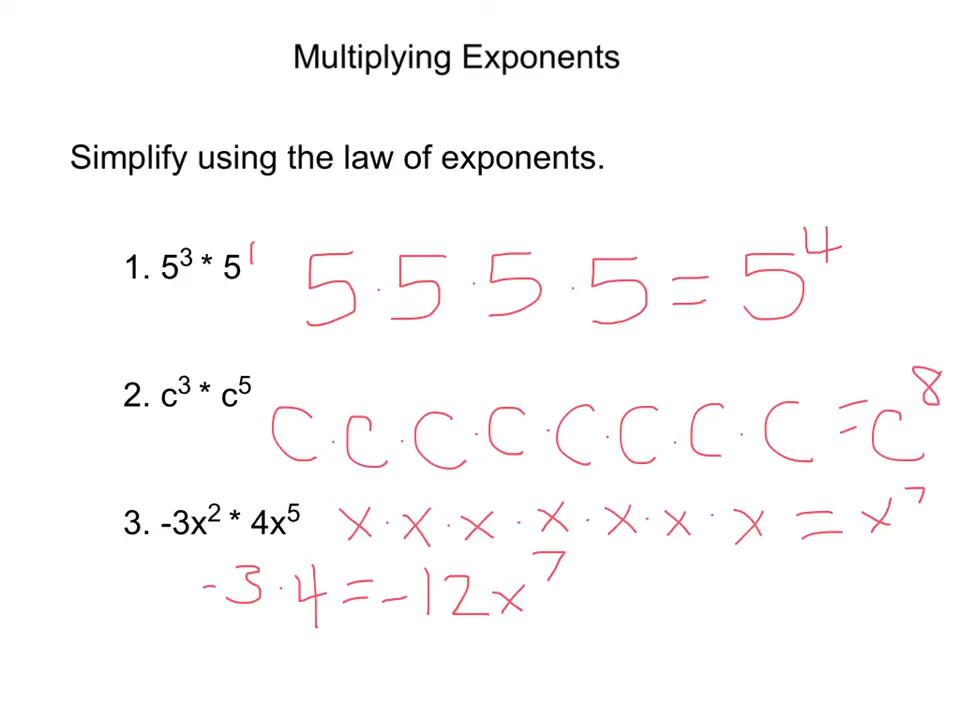 Multiplying Exponents
Simplify using the law of exponents.
1. 5³ * 5¹ 5 · 5 · 5 · 5 = 5⁴
2. c³ * c⁵ C · C · C · C · C · C · C · C = C⁸
3. -3x² * 4x⁵ x · x · x · x · x · x · x = x⁷
-3 · 4 = -12x⁷